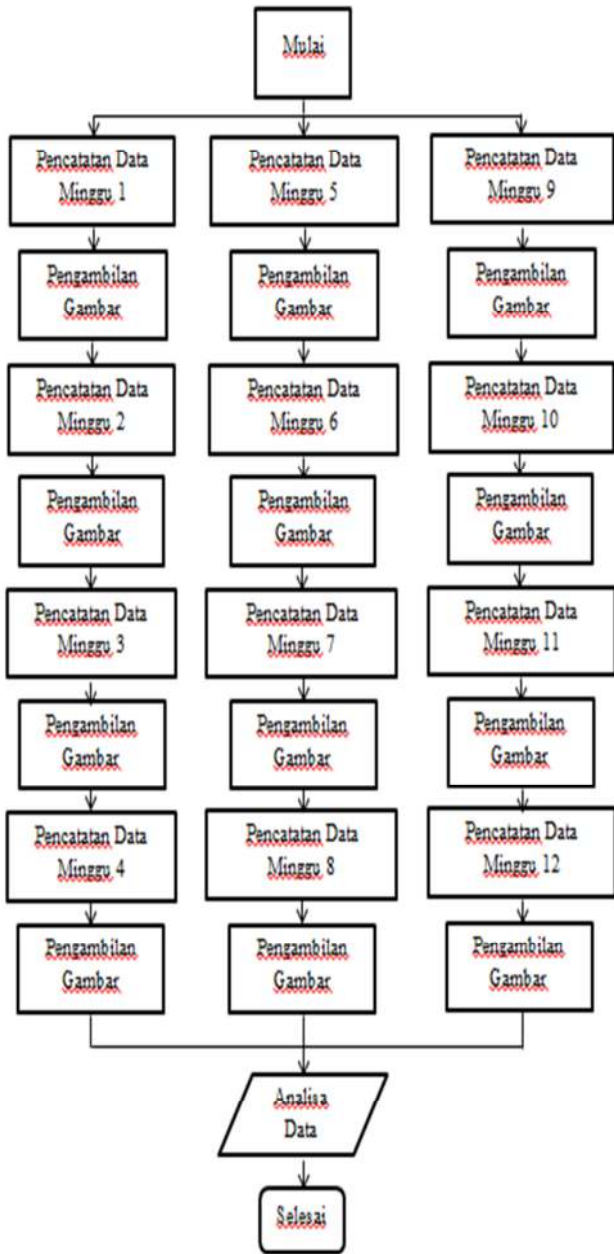 Mulai
Pencatatan Data
Minggu 1
Pengambilan
Gambar
Pencatatan Data
Minggu 2
Pengambilan
Gambar
Pencatatan Data
Minggu 3
Pengambilan
Gambar
Pencatatan Data
Minggu 4
Pengambilan
Gambar
Pencatatan Data
Minggu 5
Pengambilan
Gambar
Pencatatan Data
Minggu 6
Pengambilan
Gambar
Pencatatan Data
Minggu 7
Pengambilan
Gambar
Pencatatan Data
Minggu 8
Pengambilan
Gambar
Pencatatan Data
Minggu 9
Pengambilan
Gambar
Pencatatan Data
Minggu 10
Pengambilan
Gambar
Pencatatan Data
Minggu 11
Pengambilan
Gambar
Pencatatan Data
Minggu 12
Pengambilan
Gambar
Analisa
Data
Selesai